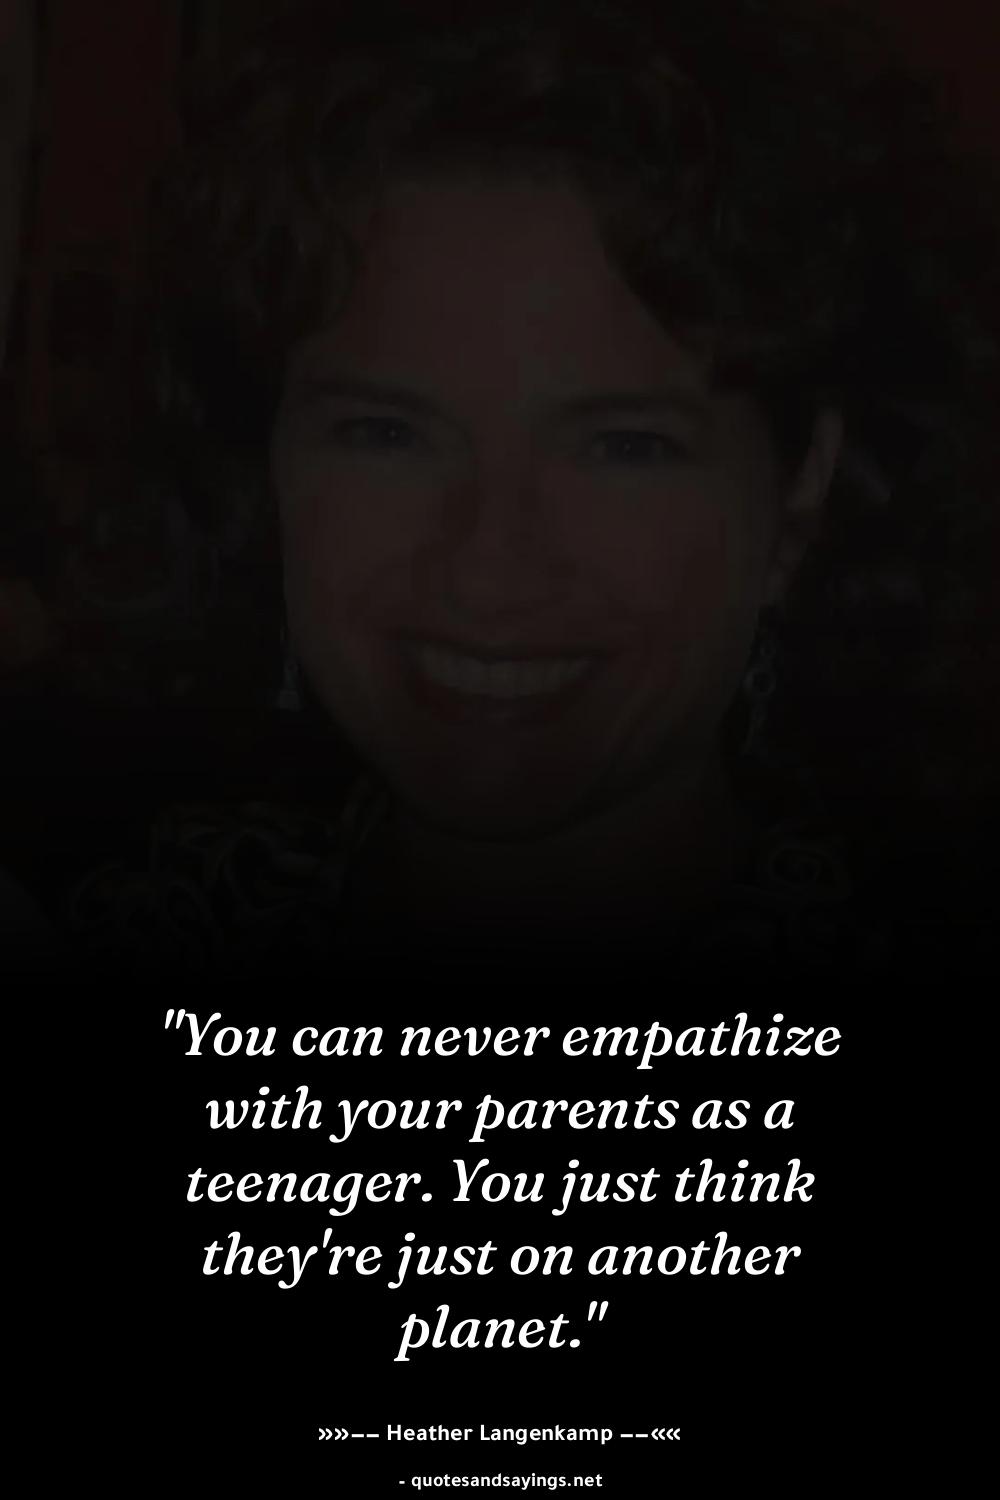 "You can never empathize
with your parents as a
teenager. You just think
they're just on another
planet."
»»–– Heather Langenkamp ––««
- quotesandsayings.net